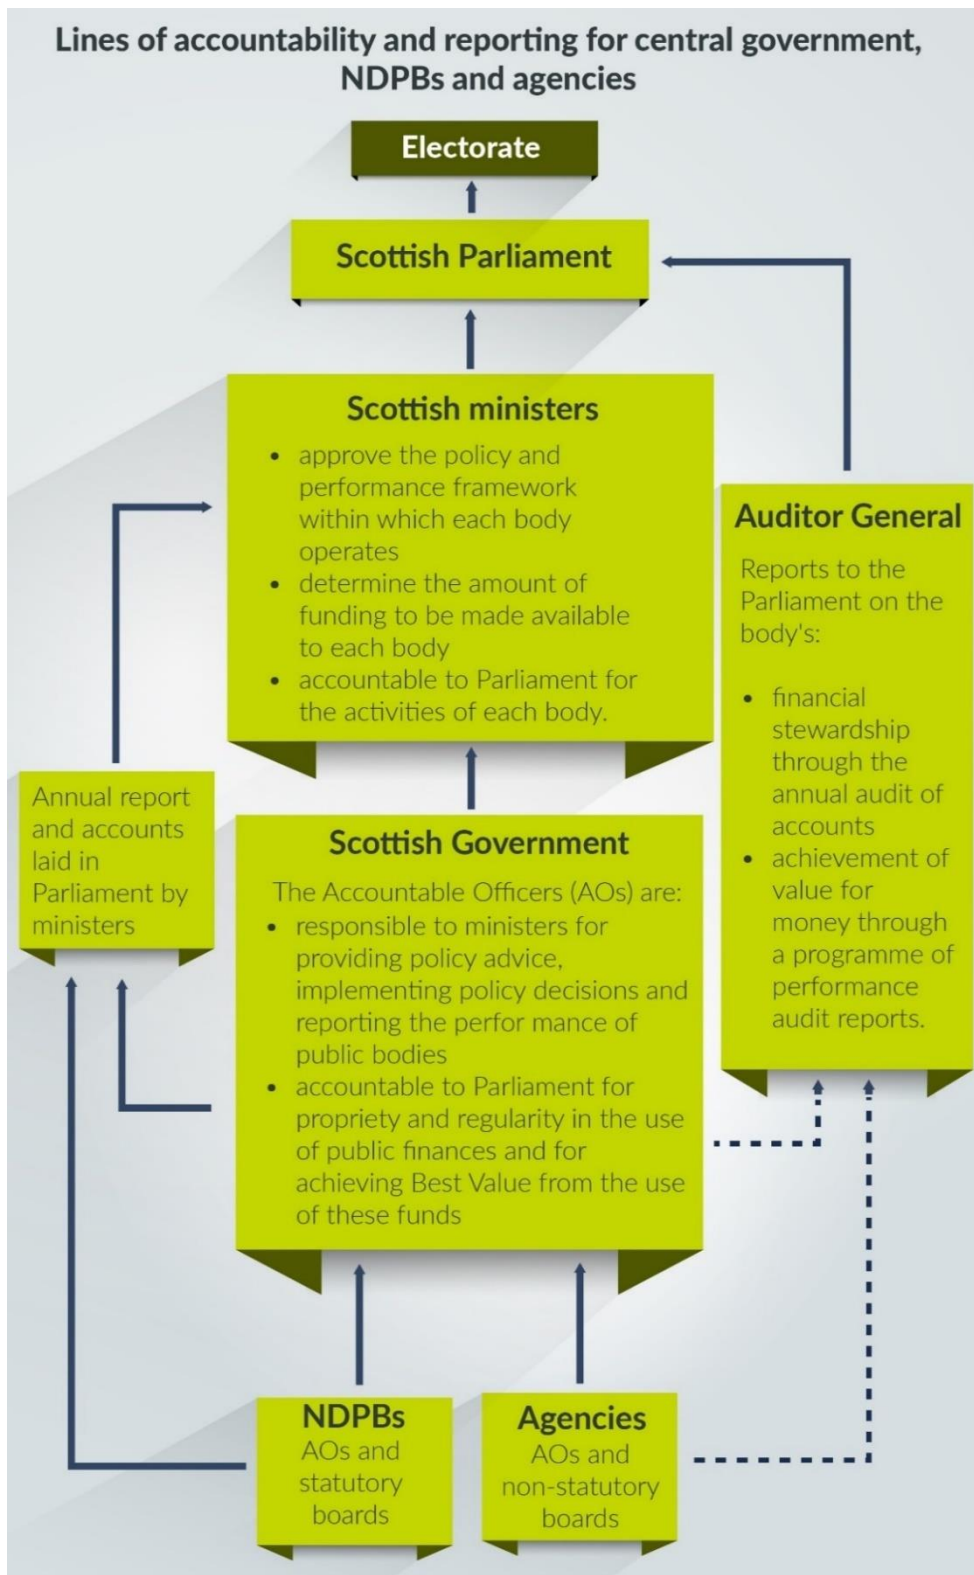 Lines of accountability and reporting for central government,
NDPBs and agencies
Electorate
Scottish Parliament
Scottish ministers
• approve the policy and
performance framework
within which each body
operates
• determine the amount of
funding to be made available
to each body
• accountable to Parliament for
the activities of each body.
Auditor General
Reports to the
Parliament on the
body's:
• financial
stewardship
through the
annual audit of
accounts
• achievement of
value for
money through
a programme of
performance
audit reports.
Annual report
and accounts
laid in
Parliament by
ministers
Scottish Government
The Accountable Officers (AOs) are:
• responsible to ministers for
providing policy advice,
implementing policy decisions and
reporting the perfor mance of
public bodies
• accountable to Parliament for
propriety and regularity in the use
of public finances and for
achieving Best Value from the use
of these funds
NDPBs
AOs and
statutory
boards
Agencies
AOs and
non-statutory
boards